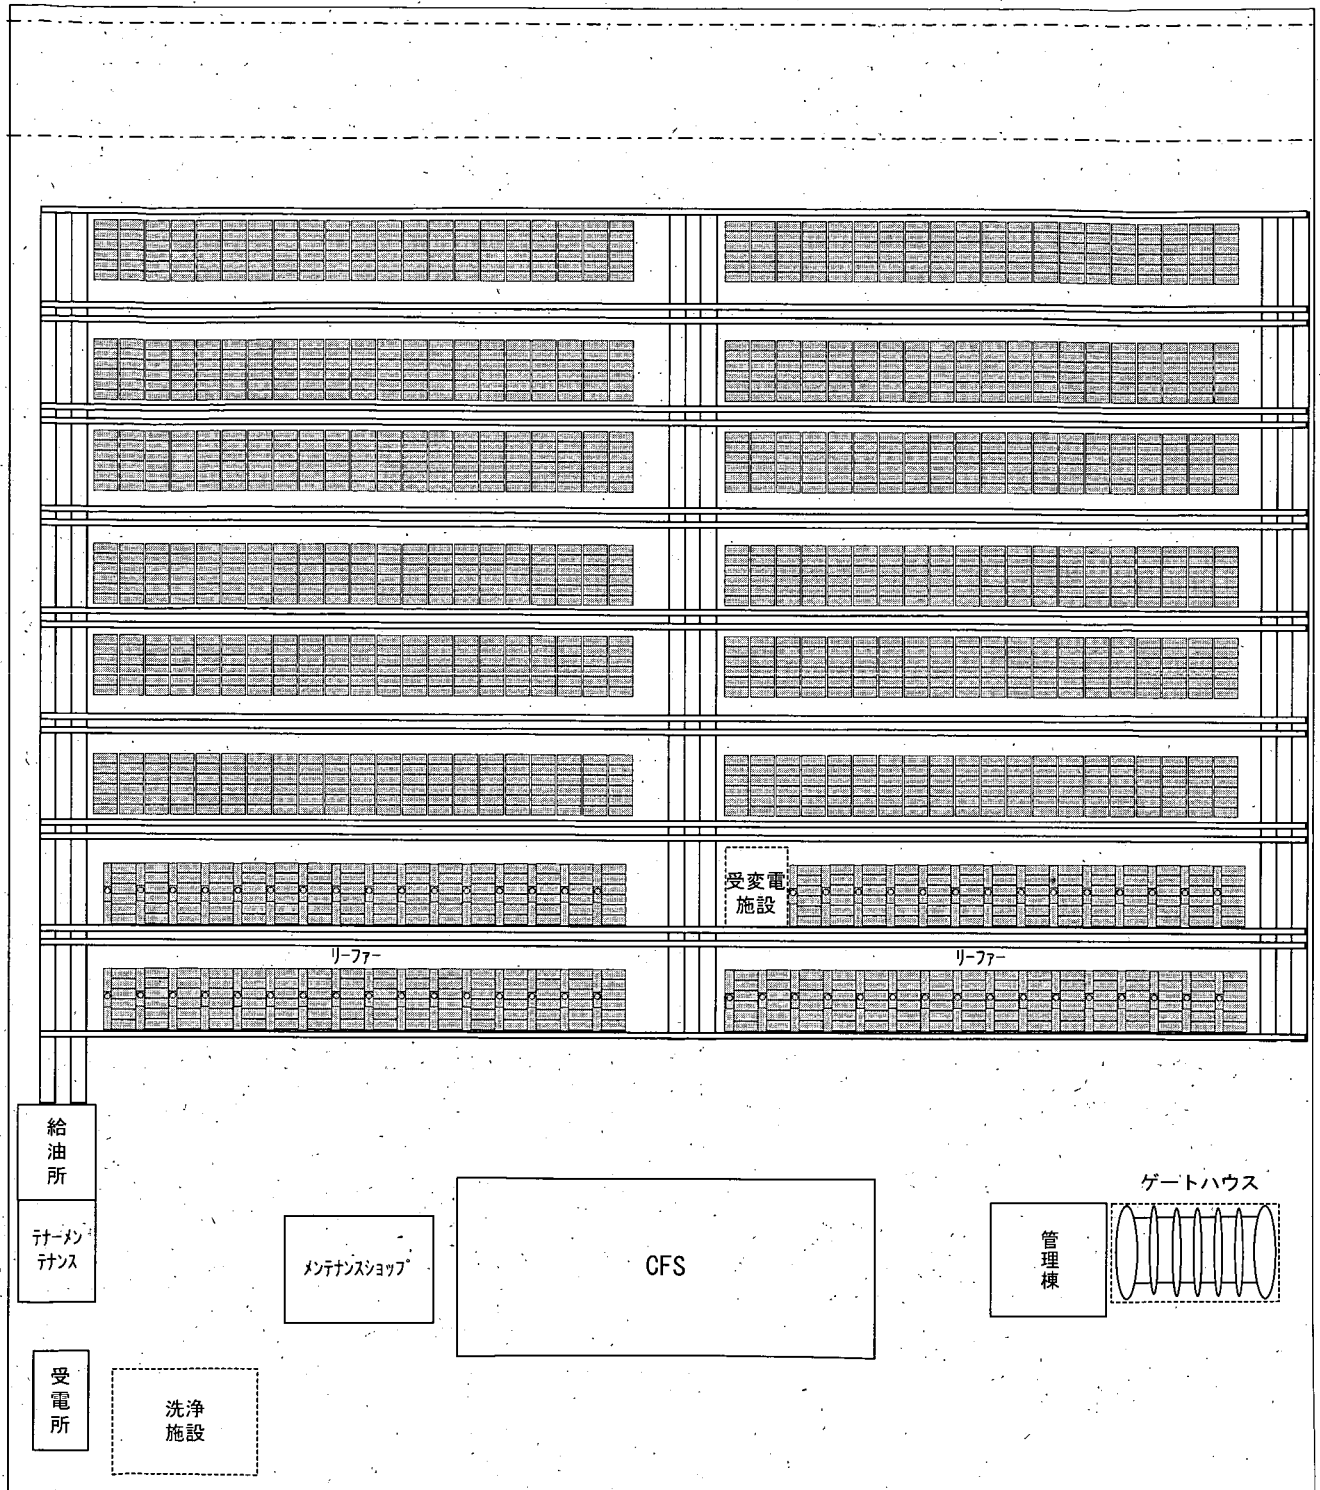 受変電
施設
リーファー
リーファー
給油所
テナーメン
テナンス
メンテナンスショップ
CFS
管理棟
ゲートハウス
受電所
洗浄
施設